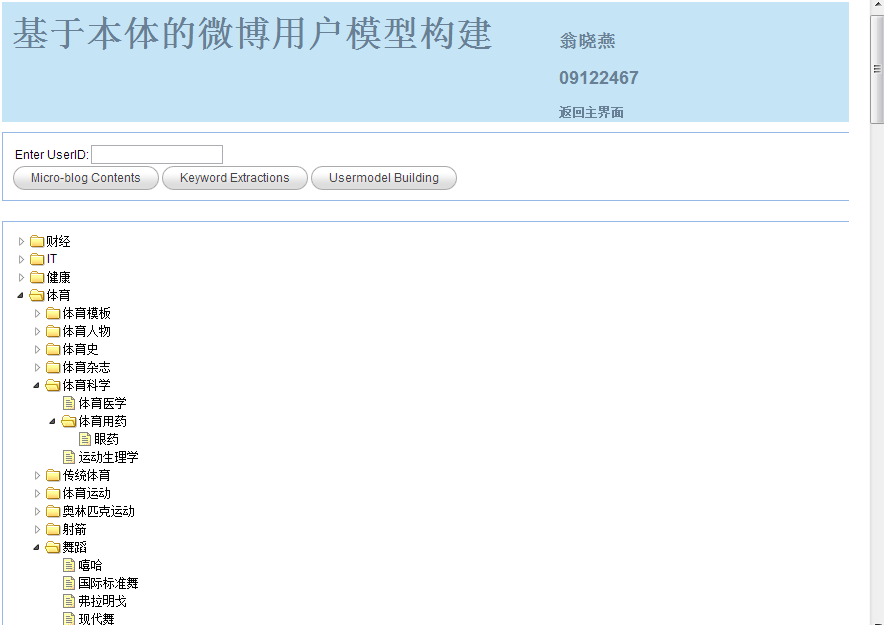 基于本体的微博用户模型构建
翁晓燕
09122467
返回主界面
Enter UserID:
Micro-blog Contents Keyword Extractions Usermodel Building
财经
IT
健康
体育
体育模板
体育人物
体育史
体育杂志
体育科学
体育医学
体育用药
眼药
运动生理学
传统体育
体育运动
奥林匹克运动
射箭
舞蹈
嘻哈
国际标准舞
弗拉明戈
现代舞